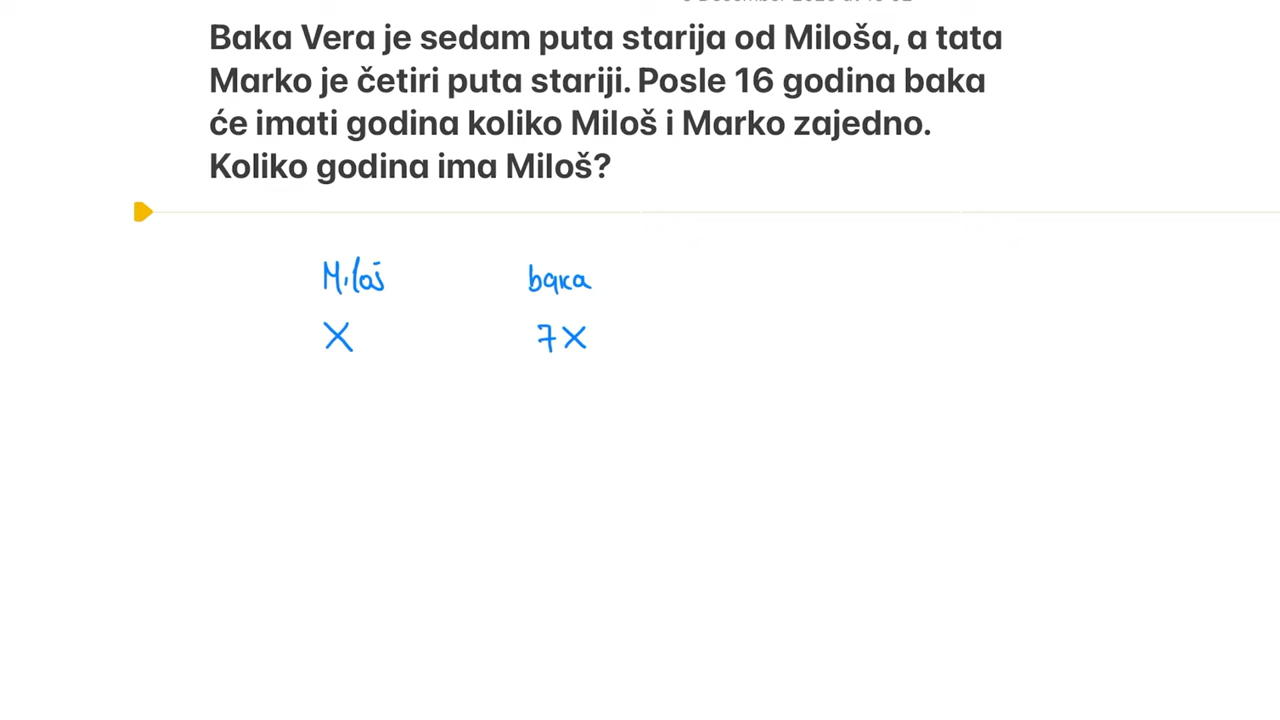 Baka Vera je sedam puta starija od Miloša, a tata
Marko je četiri puta stariji. Posle 16 godina baka
će imati godina koliko Miloš i Marko zajedno.
Koliko godina ima Miloš?
Miloš baka
X 7X